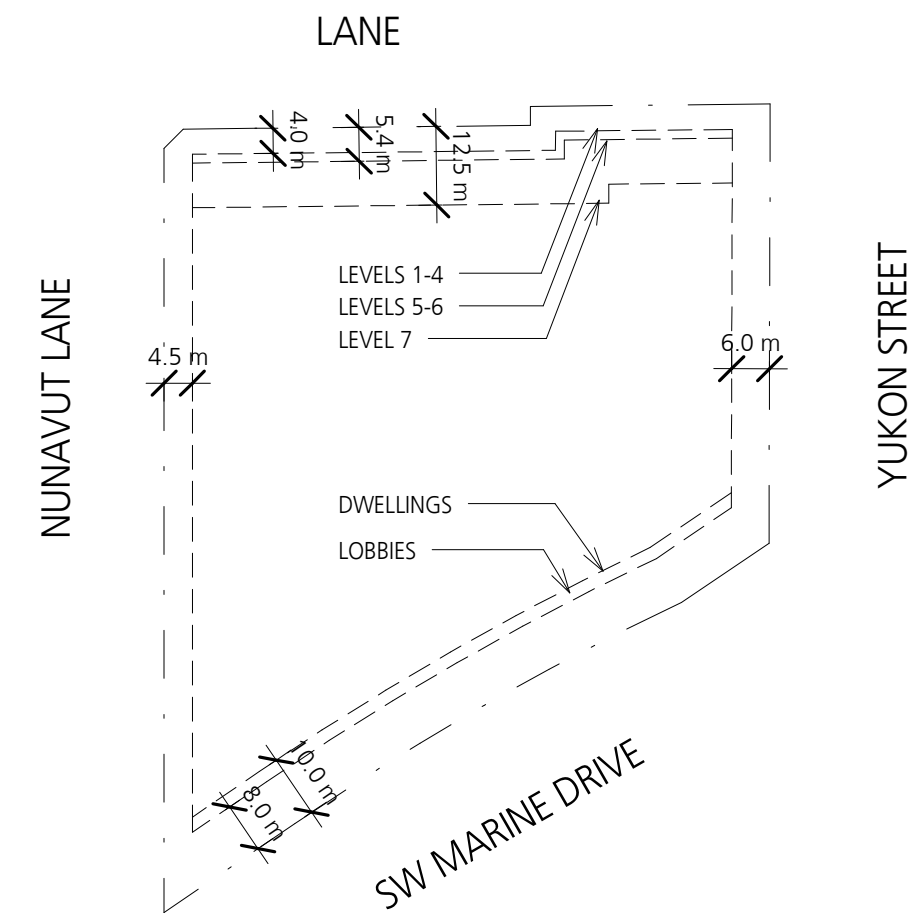 LANE
4.0 m
5.4 m
12.5 m
LEVELS 1-4
LEVELS 5-6
LEVEL 7
NUNAVUT LANE
4.5 m
6.0 m
YUKON STREET
DWELLINGS
LOBBIES
10.0 m
8.0 m
SW MARINE DRIVE